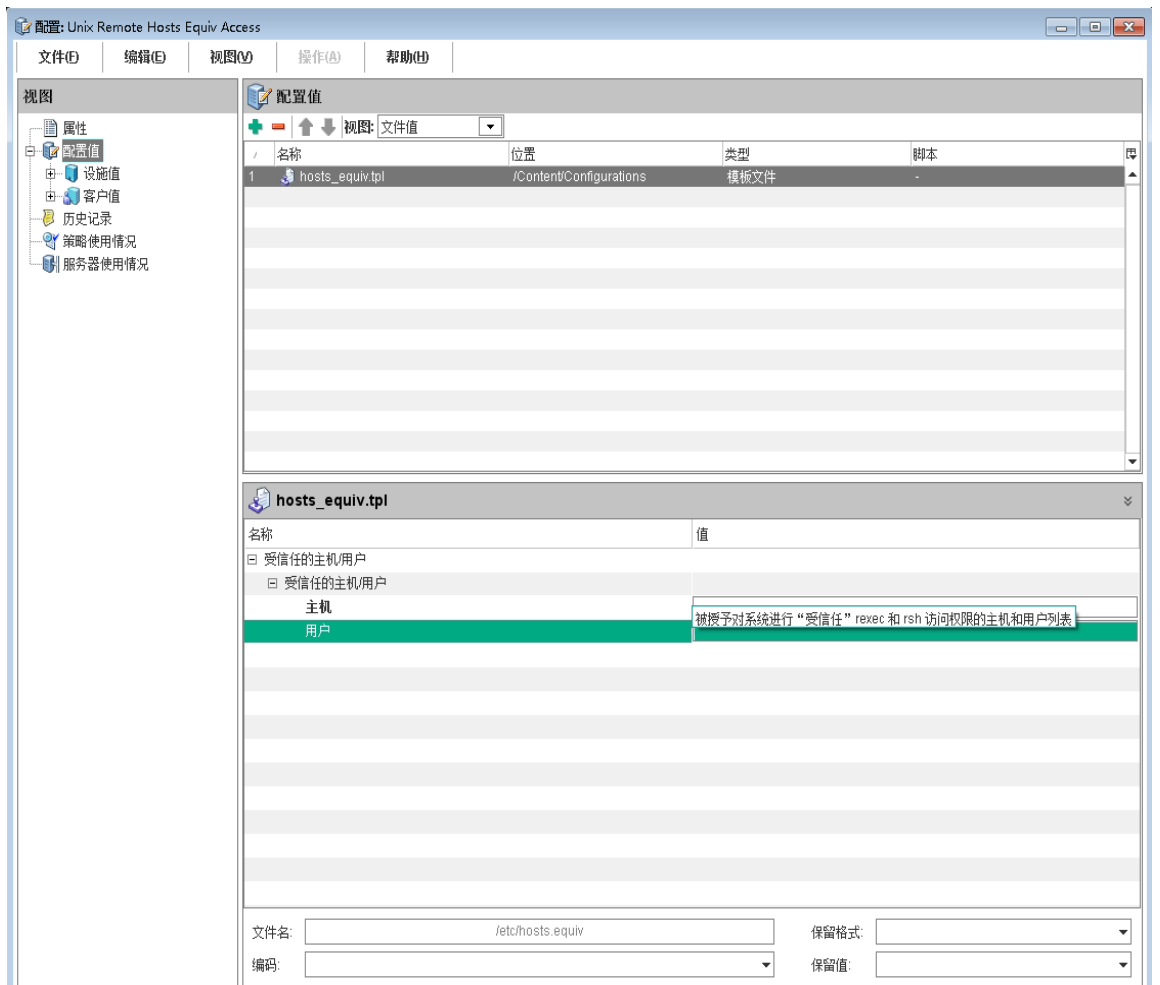 配置: Unix Remote Hosts Equiv Access
文件(F) 编辑(E) 视图(V) 操作(A) 帮助(H)
视图
属性
配置值
设施值
客户值
历史记录
策略使用情况
服务器使用情况
配置值
视图: 文件值
/ 名称 位置 类型 脚本
1 hosts_equiv.tpl /Content/Configurations 模板文件 -
hosts_equiv.tpl
名称 值
受信任的主机/用户
受信任的主机/用户
主机
被授予对系统进行“受信任” rexec 和 rsh 访问权限的主机和用户列表
用户
文件名: /etc/hosts.equiv 保留格式:
编码: 保留值: